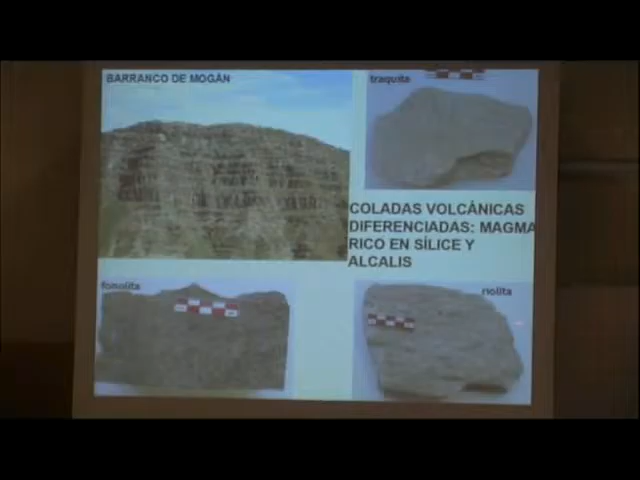 BARRANCO DE MOGÁN
traquita
COLADAS VOLCÁNICAS
DIFERENCIADAS: MAGMA
RICO EN SÍLICE Y
ALCALIS
fonolita
riolita